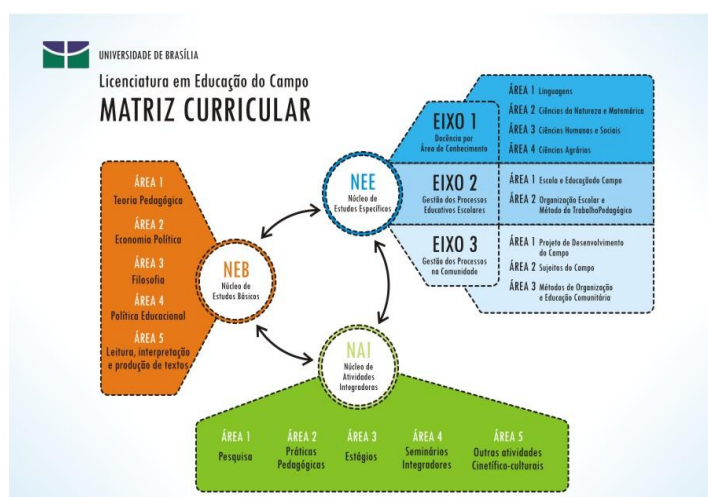 UNIVERSIDADE DE BRASÍLIA
Licenciatura em Educação do Campo
MATRIZ CURRICULAR
ÁREA 1
Teoria Pedagógica
ÁREA 2
Economia Política
ÁREA 3
Filosofia
ÁREA 4
Política Educacional
ÁREA 5
Leitura, interpretação
e produção de textos
NEB
Núcleo de
Estudos Básicos
NEE
Núcleo de
Estudos Específicos
EIXO 1
Docência por
Área de Conhecimento
ÁREA 1 Linguagens
ÁREA 2 Ciências da Natureza e Matemárica
ÁREA 3 Ciências Humanas e Sociais
ÁREA 4 Ciências Agrárias
EIXO 2
Gestão dos Processos
Educativos Escolares
ÁREA 1 Escola e Educaçãodo Campo
ÁREA 2 Organização Escolar e
Método do TrabalhoPedagógico
EIXO 3
Gestão dos Processos
na Comunidade
ÁREA 1 Projeto de Desenvolvimento
do Campo
ÁREA 2 Sujeitos do Campo
ÁREA 3 Métodos de Organização
e Educação Comunitária
NAI
Núcleo de
Atividades
Integradoras
ÁREA 1
Pesquisa
ÁREA 2
Práticas
Pedagógicas
ÁREA 3
Estágios
ÁREA 4
Seminários
Integradores
ÁREA 5
Outras atividades
Cinetífico-culturais